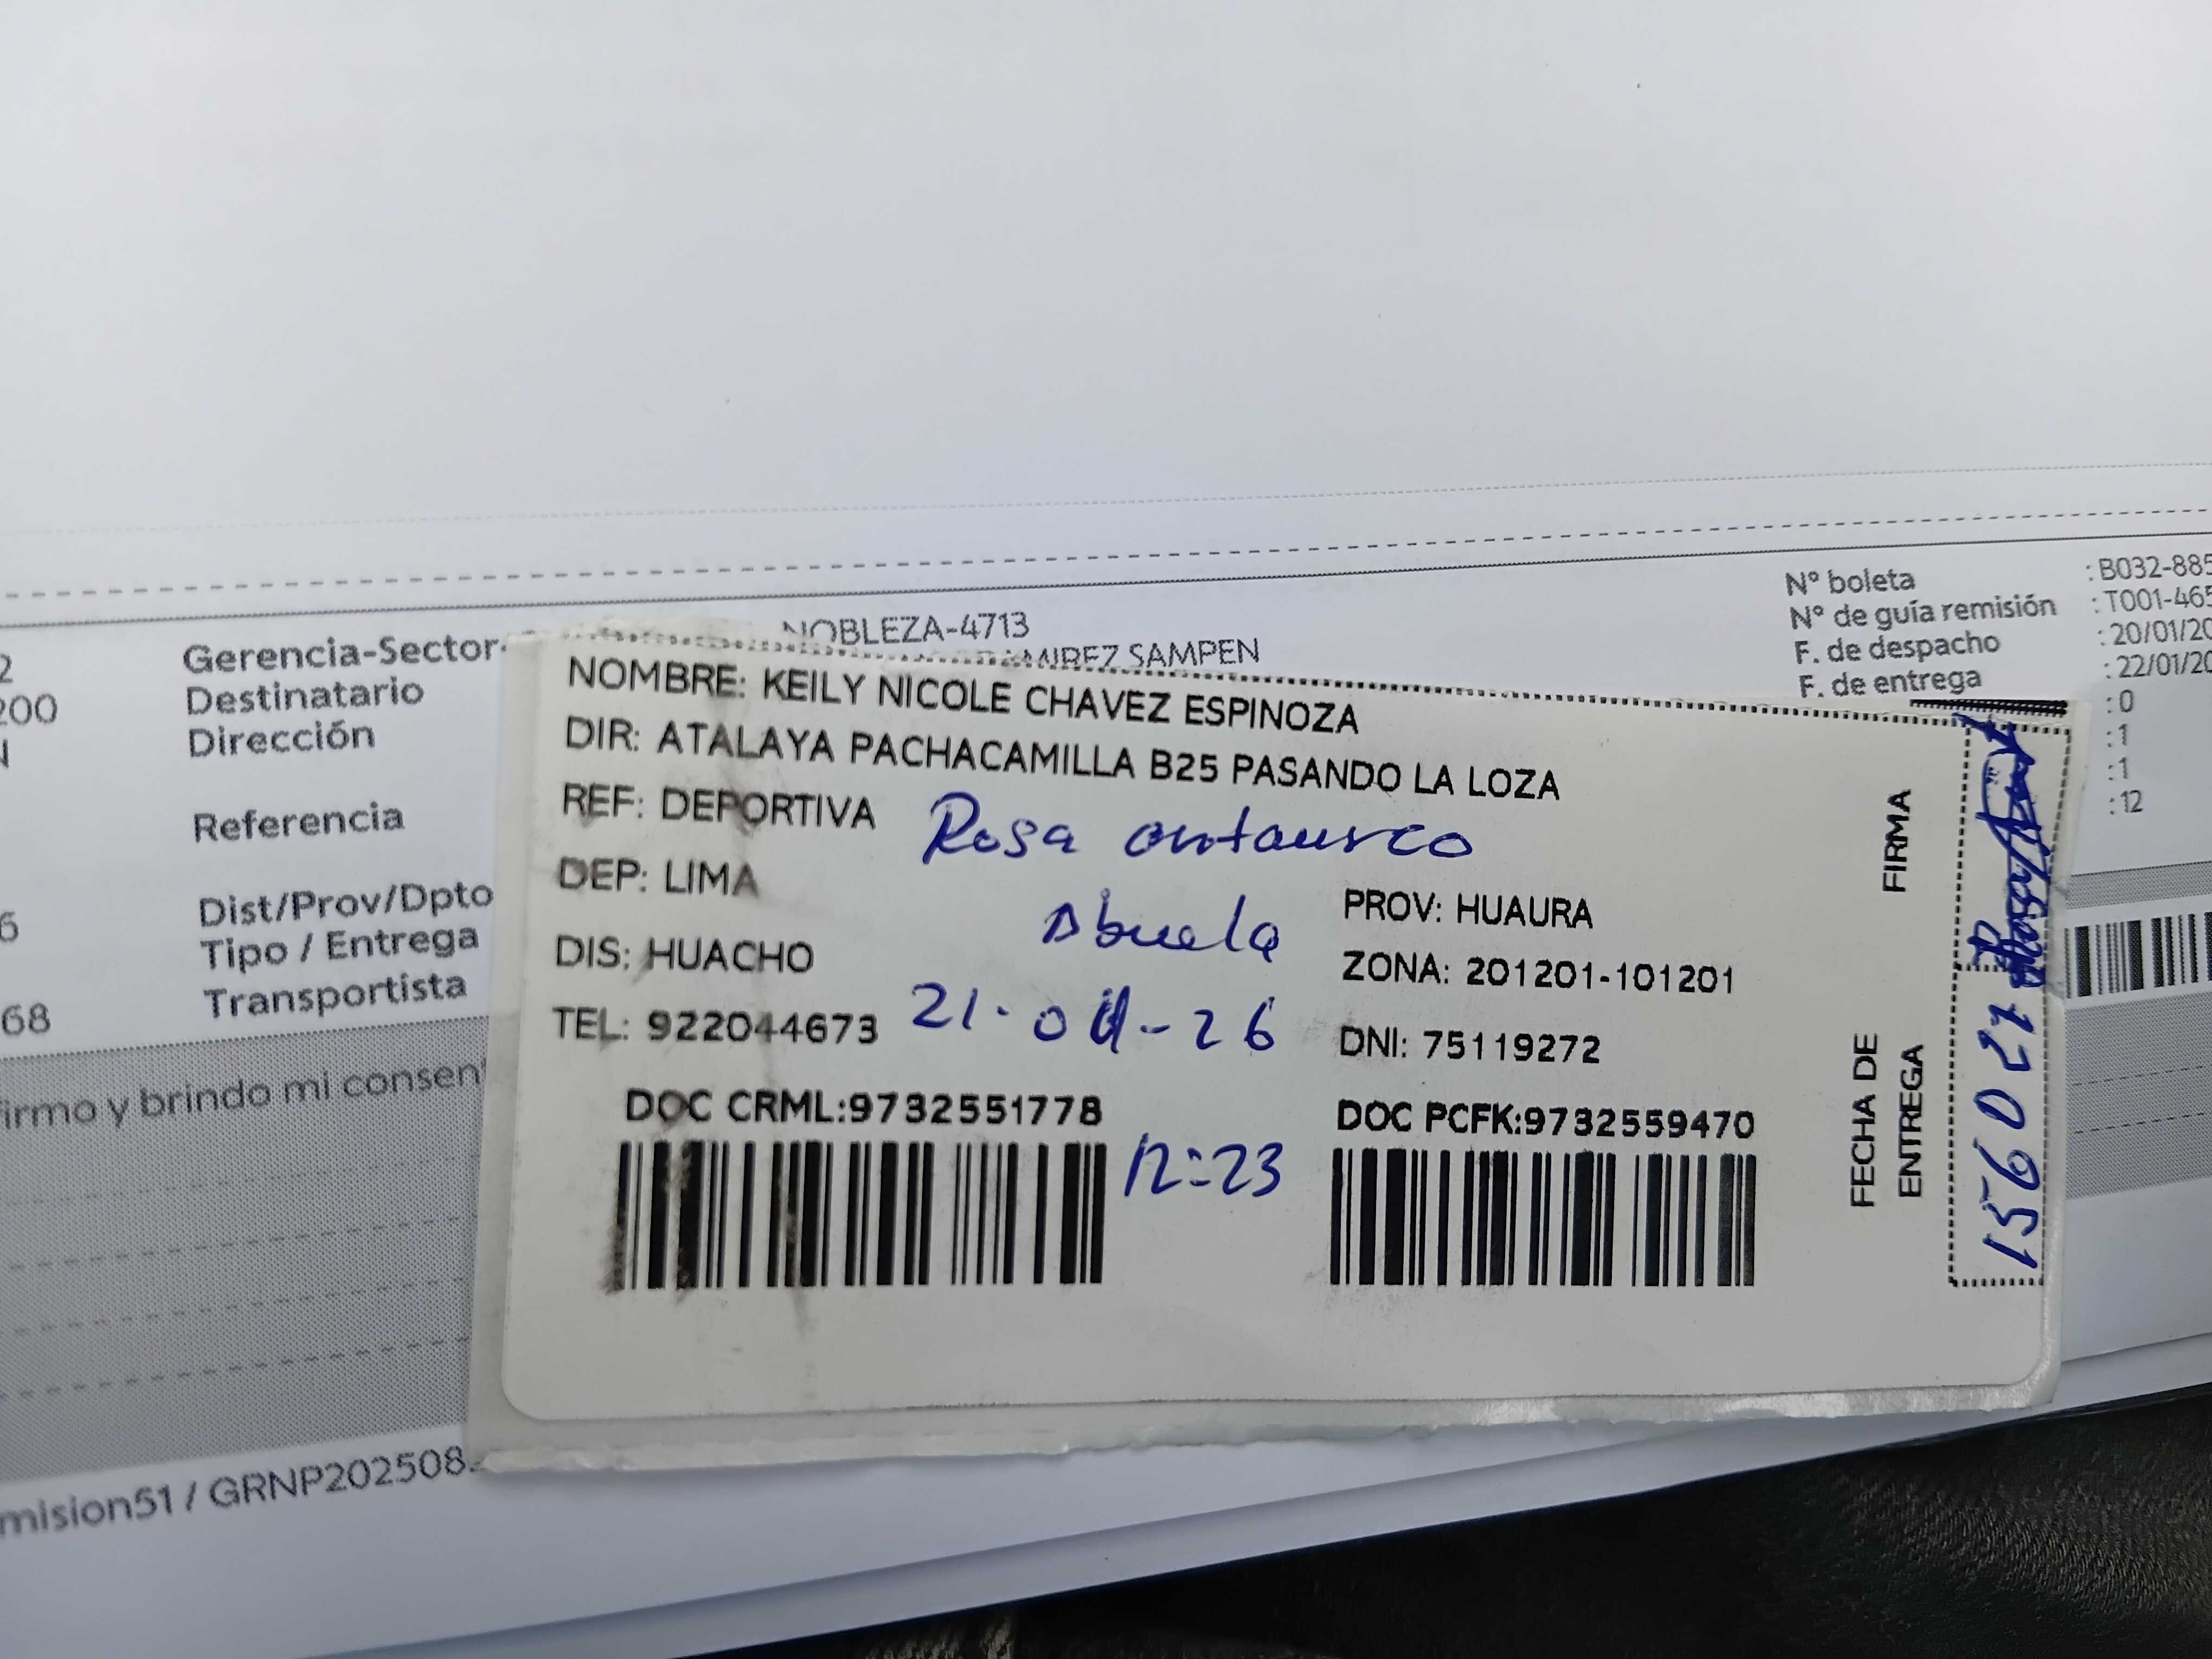 Gerencia-Sector
NOBLEZA-4713
Destinatario
RAMIREZ SAMPEN
Dirección
Referencia
Dist/Prov/Dpto
Tipo / Entrega
Transportista
2
200
6
68
N° boleta : B032-885
N° de guía remisión : T001-465
F. de despacho : 20/01/20
F. de entrega : 22/01/20
: 0
: 1
: 1
: 12
NOMBRE: KEILY NICOLE CHAVEZ ESPINOZA
DIR: ATALAYA PACHACAMILLA B25 PASANDO LA LOZA
REF: DEPORTIVA
Rosa
DEP: LIMA
Abuela
PROV: HUAURA
DIS: HUACHO
ZONA: 201201-101201
TEL: 922044673
DNI: 75119272
DOC CRML:9732551778
DOC PCFK:9732559470
12:23
FIRMA
FECHA DE
ENTREGA
firmo y brindo mi consen
mision51 / GRNP202508